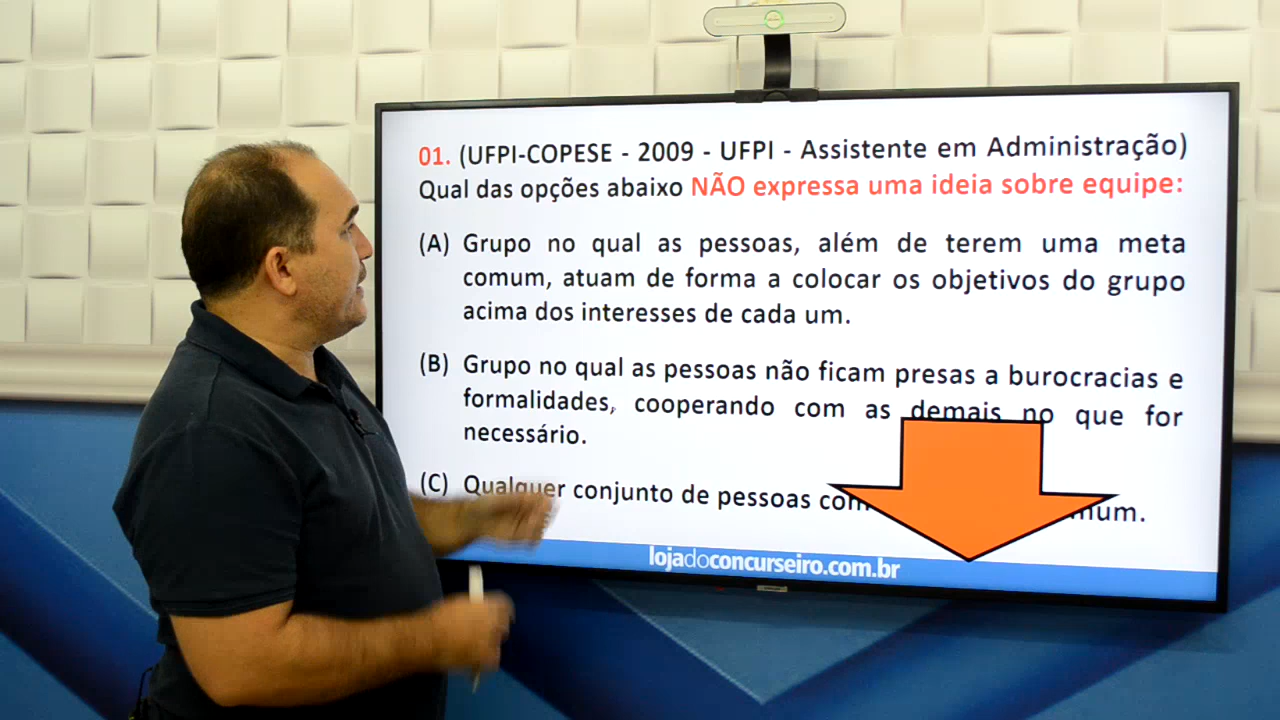 01. (UFPI-COPESE - 2009 - UFPI - Assistente em Administração)
Qual das opções abaixo NÃO expressa uma ideia sobre equipe:
(A) Grupo no qual as pessoas, além de terem uma meta
comum, atuam de forma a colocar os objetivos do grupo
acima dos interesses de cada um.
(B) Grupo no qual as pessoas não ficam presas a burocracias e
formalidades, cooperando com as demais no que for
necessário.
(C) Qualquer conjunto de pessoas com
lojadoconcurseiro.com.br